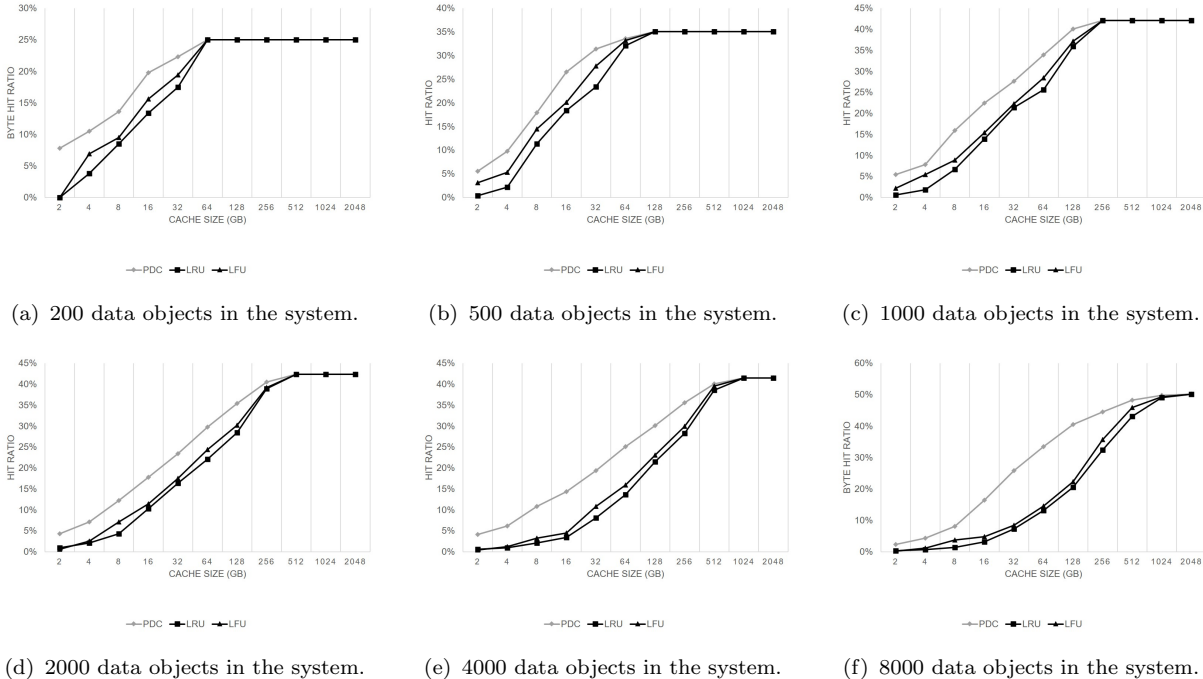 30%
25%
20%
15%
10%
5%
0%
BYTE HIT RATIO
2 4 8 16 32 64 128 256 512 1024 2048
CACHE SIZE (GB)
PDC LRU LFU
(a) 200 data objects in the system.
40%
35%
30%
25%
20%
15%
10%
5%
0%
HIT RATIO
2 4 8 16 32 64 128 256 512 1024 2048
CACHE SIZE (GB)
PDC LRU LFU
(b) 500 data objects in the system.
45%
40%
35%
30%
25%
20%
15%
10%
5%
0%
HIT RATIO
2 4 8 16 32 64 128 256 512 1024 2048
CACHE SIZE (GB)
PDC LRU LFU
(c) 1000 data objects in the system.
45%
40%
35%
30%
25%
20%
15%
10%
5%
0%
HIT RATIO
2 4 8 16 32 64 128 256 512 1024 2048
CACHE SIZE (GB)
PDC LRU LFU
(d) 2000 data objects in the system.
45%
40%
35%
30%
25%
20%
15%
10%
5%
0%
HIT RATIO
2 4 8 16 32 64 128 256 512 1024 2048
CACHE SIZE (GB)
PDC LRU LFU
(e) 4000 data objects in the system.
60%
50%
40%
30%
20%
10%
0%
BYTE HIT RATIO
2 4 8 16 32 64 128 256 512 1024 2048
CACHE SIZE (GB)
PDC LRU LFU
(f) 8000 data objects in the system.